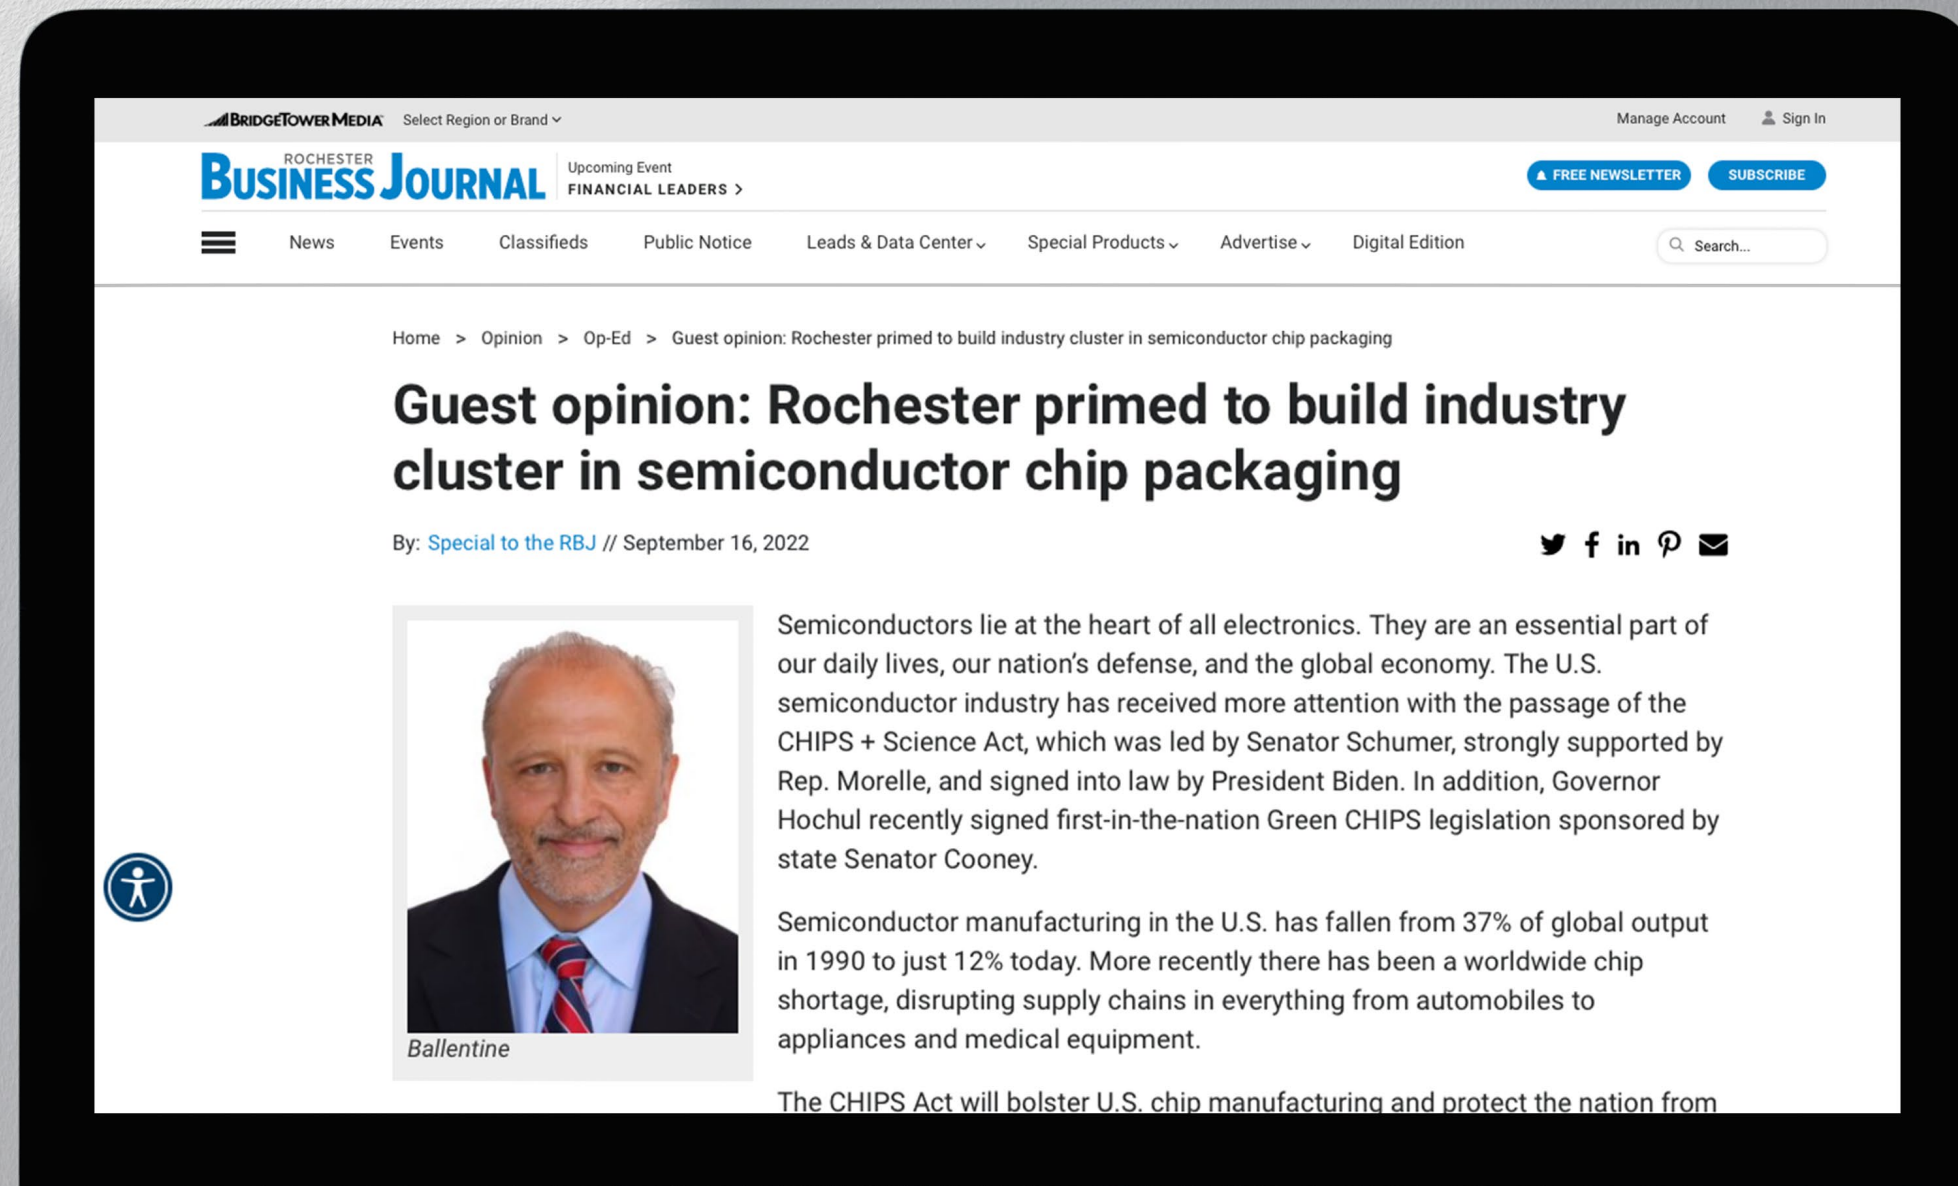 BRIDGETOWER MEDIA Select Region or Brand
Manage Account Sign In
ROCHESTER
BUSINESS JOURNAL
Upcoming Event
FINANCIAL LEADERS >
FREE NEWSLETTER SUBSCRIBE
News Events Classifieds Public Notice Leads & Data Center Special Products Advertise Digital Edition Search...
Home > Opinion > Op-Ed > Guest opinion: Rochester primed to build industry cluster in semiconductor chip packaging
Guest opinion: Rochester primed to build industry
cluster in semiconductor chip packaging
By: Special to the RBJ // September 16, 2022
Semiconductors lie at the heart of all electronics. They are an essential part of
our daily lives, our nation's defense, and the global economy. The U.S.
semiconductor industry has received more attention with the passage of the
CHIPS + Science Act, which was led by Senator Schumer, strongly supported by
Rep. Morelle, and signed into law by President Biden. In addition, Governor
Hochul recently signed first-in-the-nation Green CHIPS legislation sponsored by
state Senator Cooney.
Semiconductor manufacturing in the U.S. has fallen from 37% of global output
in 1990 to just 12% today. More recently there has been a worldwide chip
shortage, disrupting supply chains in everything from automobiles to
appliances and medical equipment.
Ballentine
The CHIPS Act will bolster U.S. chip manufacturing and protect the nation from